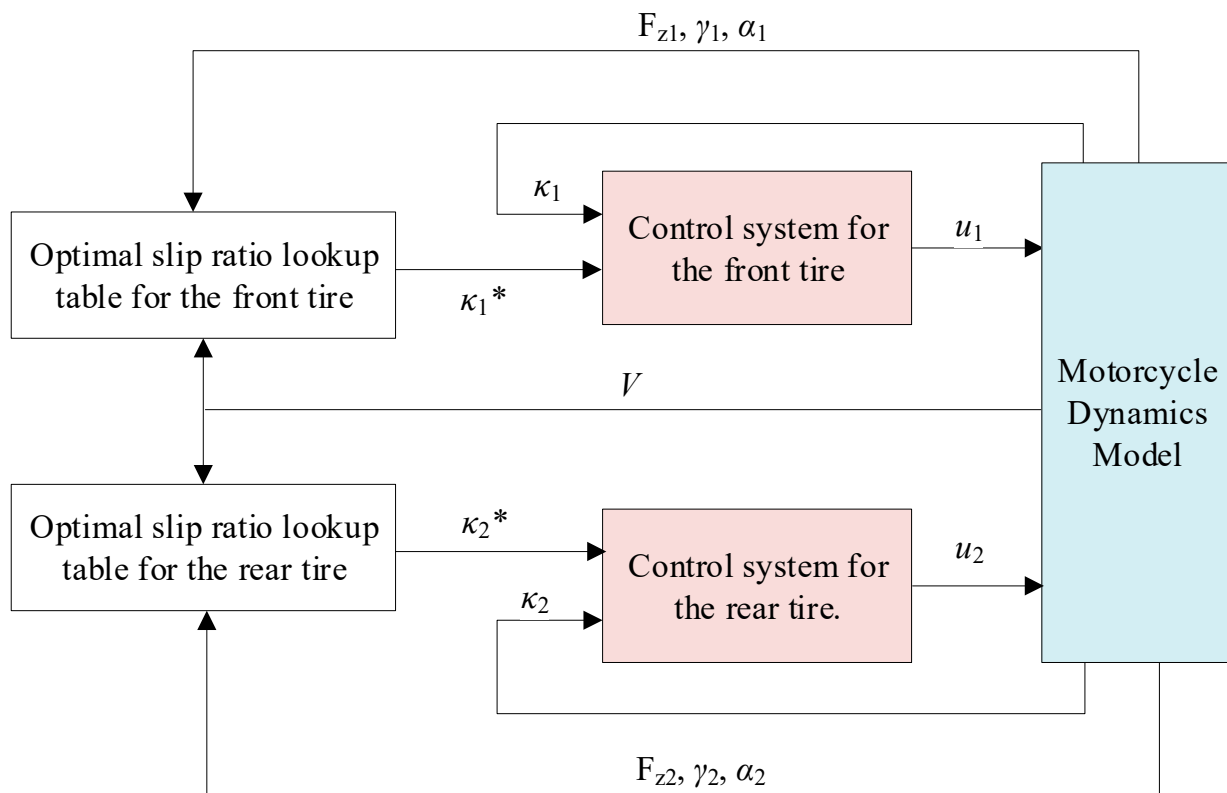 F_z1, γ_1, α_1
κ_1
Control system for
the front tire
u_1
Optimal slip ratio lookup
table for the front tire
κ_1*
V
Motorcycle
Dynamics
Model
Optimal slip ratio lookup
table for the rear tire
κ_2*
Control system for
the rear tire.
u_2
κ_2
F_z2, γ_2, α_2